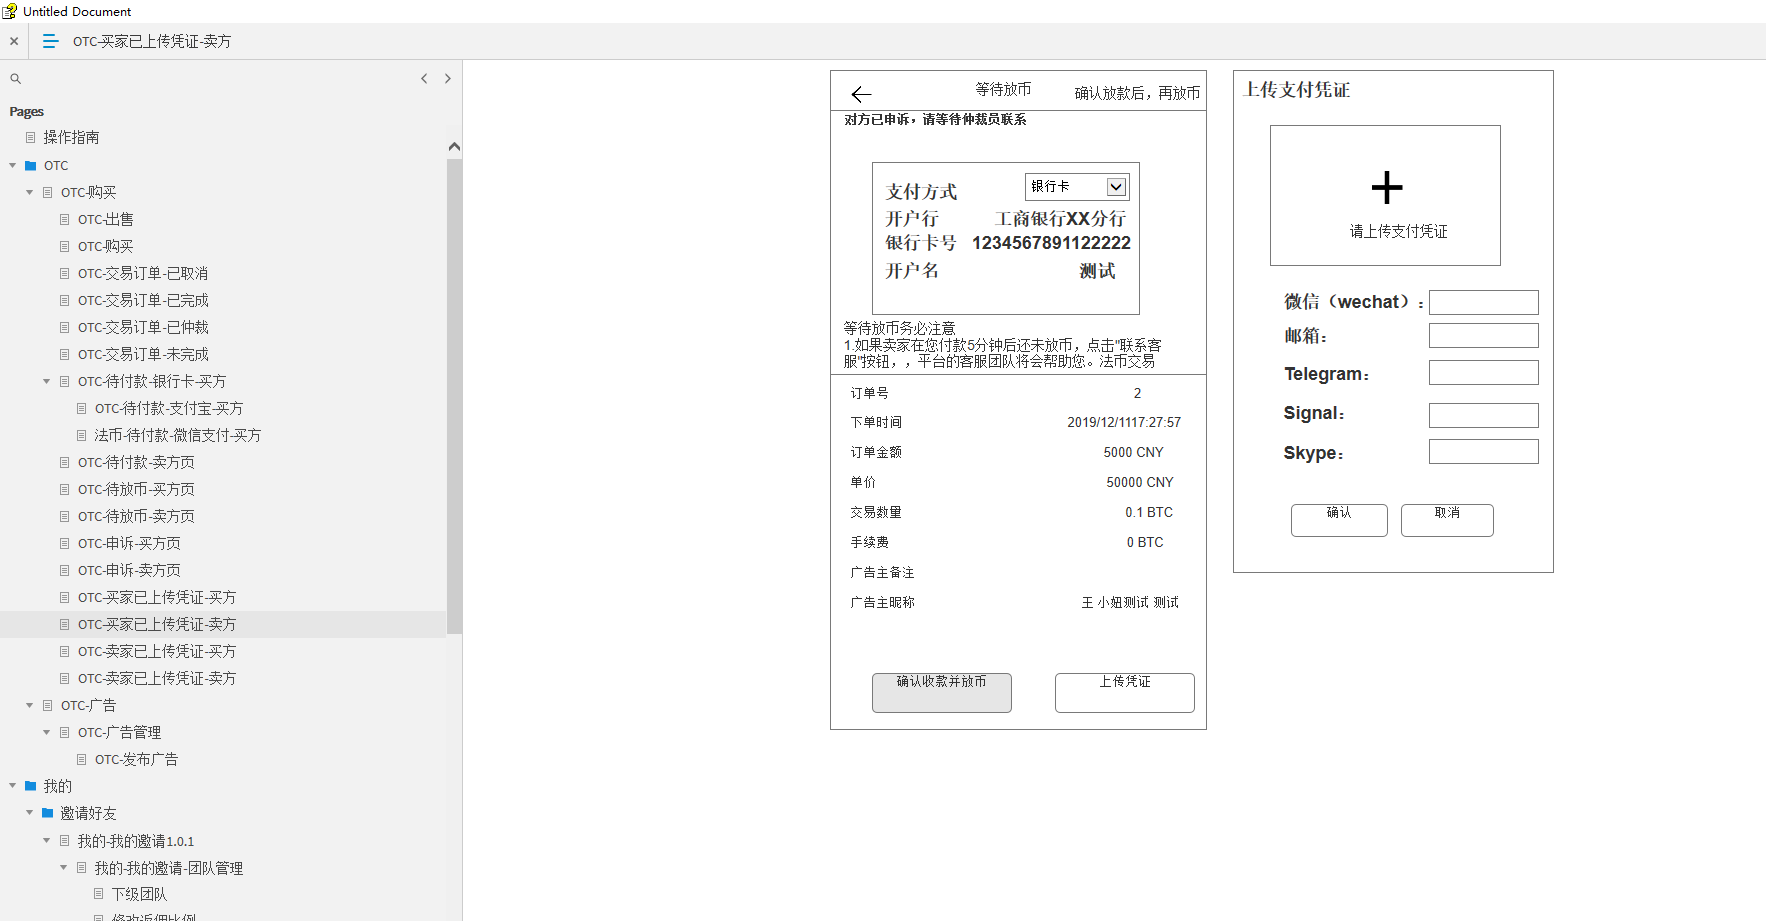 Untitled Document
OTC-买家已上传凭证-卖方
Pages
操作指南
OTC
OTC-购买
OTC-出售
OTC-购买
OTC-交易订单-已取消
OTC-交易订单-已完成
OTC-交易订单-已仲裁
OTC-交易订单-未完成
OTC-待付款-银行卡-买方
OTC-待付款-支付宝-买方
法币-待付款-微信支付-买方
OTC-待付款-卖方页
OTC-待放币-买方页
OTC-待放币-卖方页
OTC-申诉-买方页
OTC-申诉-卖方页
OTC-买家已上传凭证-买方
OTC-买家已上传凭证-卖方
OTC-卖家已上传凭证-买方
OTC-卖家已上传凭证-卖方
OTC-广告
OTC-广告管理
OTC-发布广告
我的
邀请好友
我的-我的邀请1.0.1
我的-我的邀请-团队管理
下级团队
修改返佣比例
等待放币
确认放款后，再放币
对方已申诉，请等待仲裁员联系
支付方式 银行卡
开户行 工商银行XX分行
银行卡号 1234567891122222
开户名 测试
等待放币务必注意
1.如果卖家在您付款5分钟后还未放币，点击"联系客
服"按钮，，平台的客服团队将会帮助您。法币交易
订单号 2
下单时间 2019/12/1117:27:57
订单金额 5000 CNY
单价 50000 CNY
交易数量 0.1 BTC
手续费 0 BTC
广告主备注
广告主昵称 王 小妞测试 测试
确认收款并放币 上传凭证
上传支付凭证
请上传支付凭证
微信（wechat）：
邮箱：
Telegram：
Signal：
Skype：
确认 取消